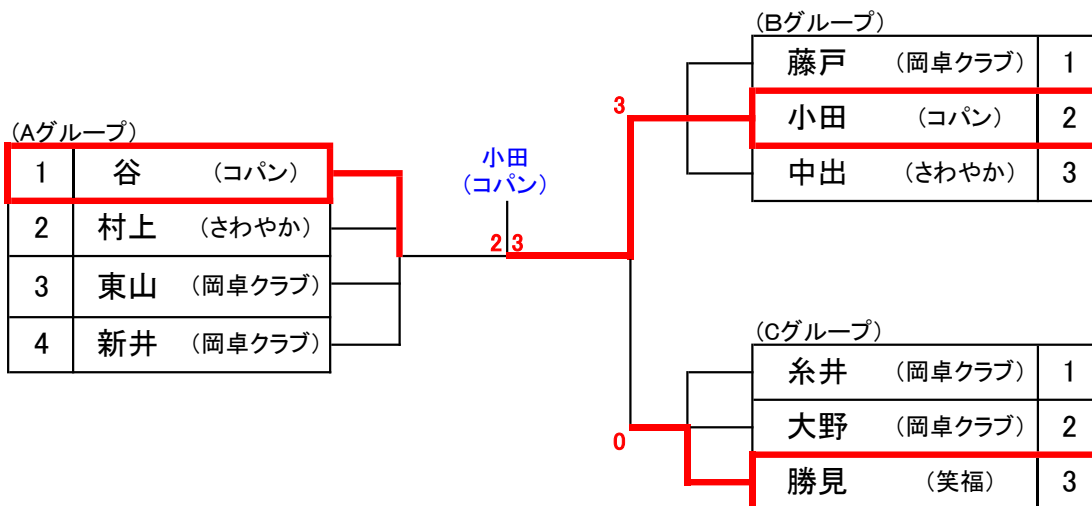 (Aグループ)
1 谷 (コパン)
2 村上 (さわやか)
3 東山 (岡卓クラブ)
4 新井 (岡卓クラブ)
小田
(コパン)
2 3
(Bグループ)
藤戸 (岡卓クラブ) 1
3
小田 (コパン) 2
中出 (さわやか) 3
(Cグループ)
糸井 (岡卓クラブ) 1
大野 (岡卓クラブ) 2
0
勝見 (笑福) 3